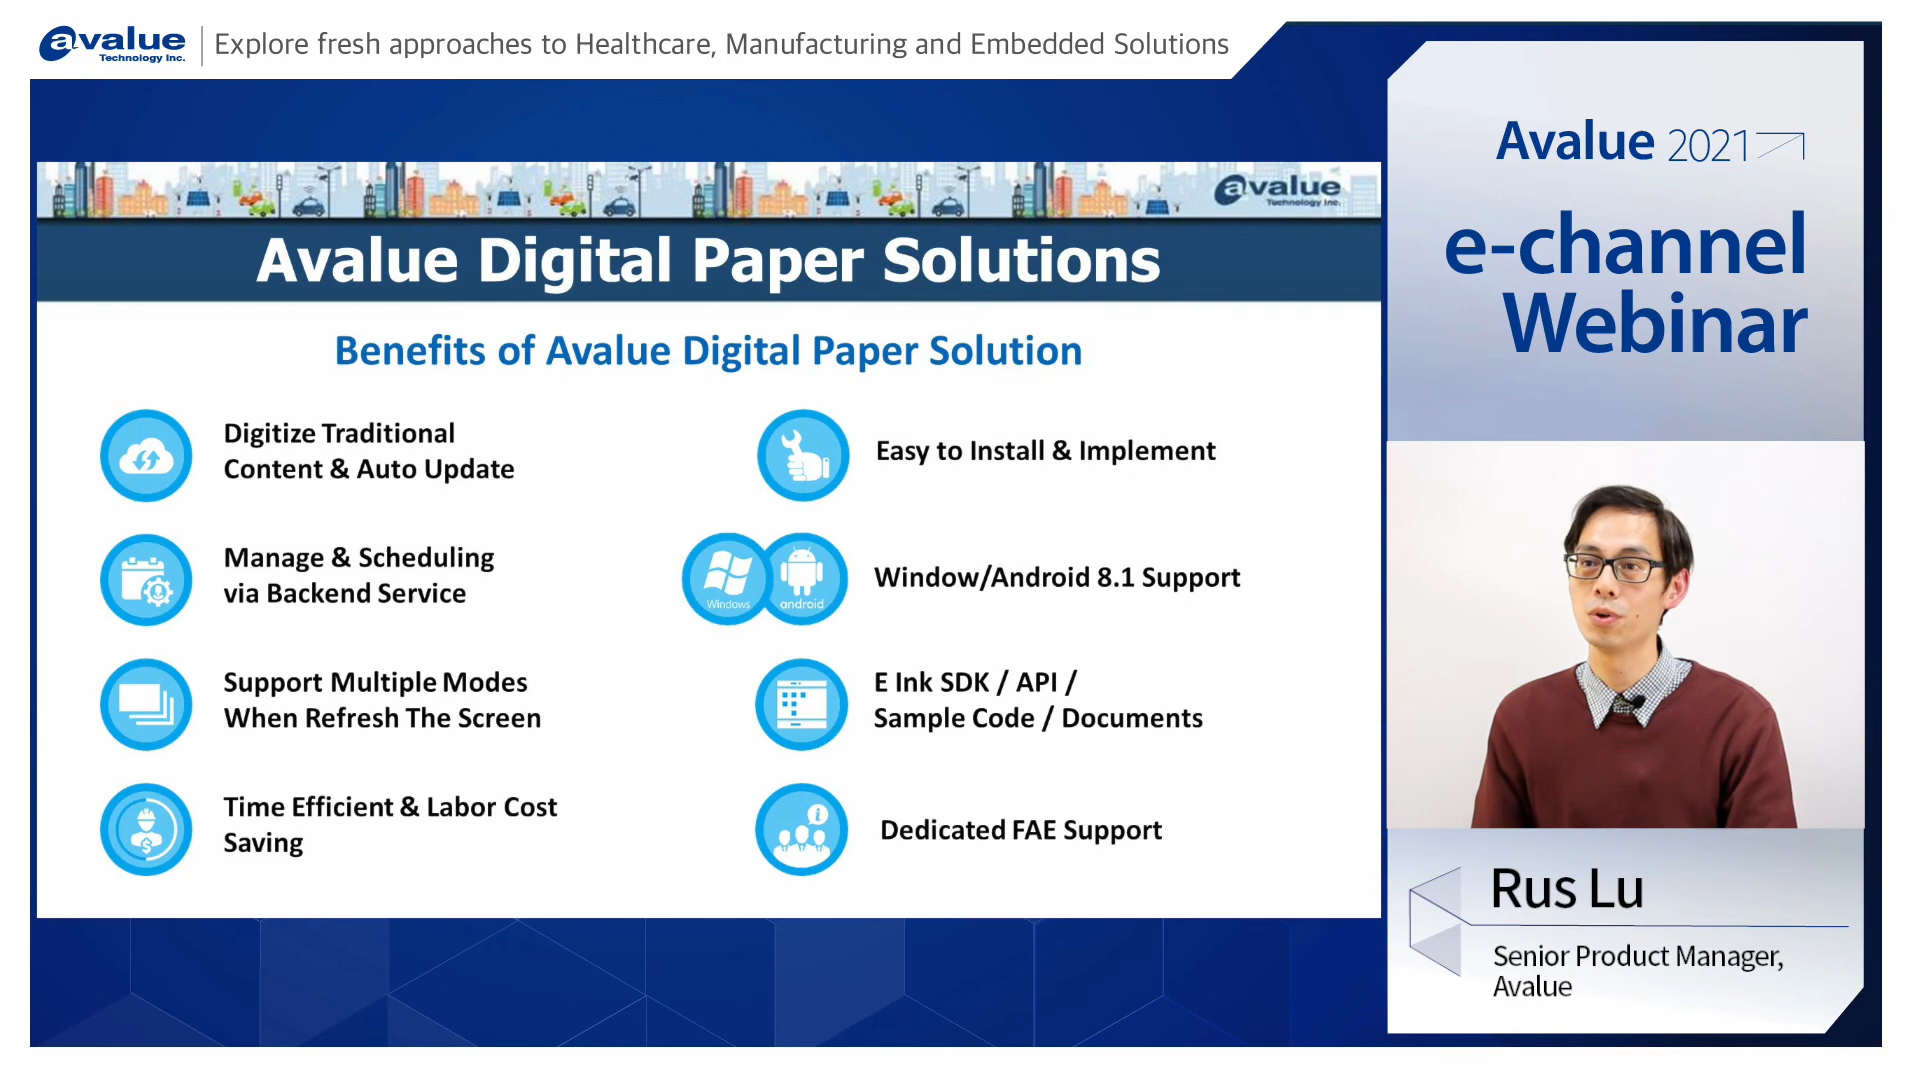 avalue
Technology Inc.
Explore fresh approaches to Healthcare, Manufacturing and Embedded Solutions
avalue
Technology Inc.
Avalue Digital Paper Solutions
Benefits of Avalue Digital Paper Solution
Digitize Traditional
Content & Auto Update
Manage & Scheduling
via Backend Service
Support Multiple Modes
When Refresh The Screen
Time Efficient & Labor Cost
Saving
Easy to Install & Implement
Windows
android
Window/Android 8.1 Support
E Ink SDK / API /
Sample Code / Documents
Dedicated FAE Support
Avalue 2021
e-channel
Webinar
Rus Lu
Senior Product Manager,
Avalue